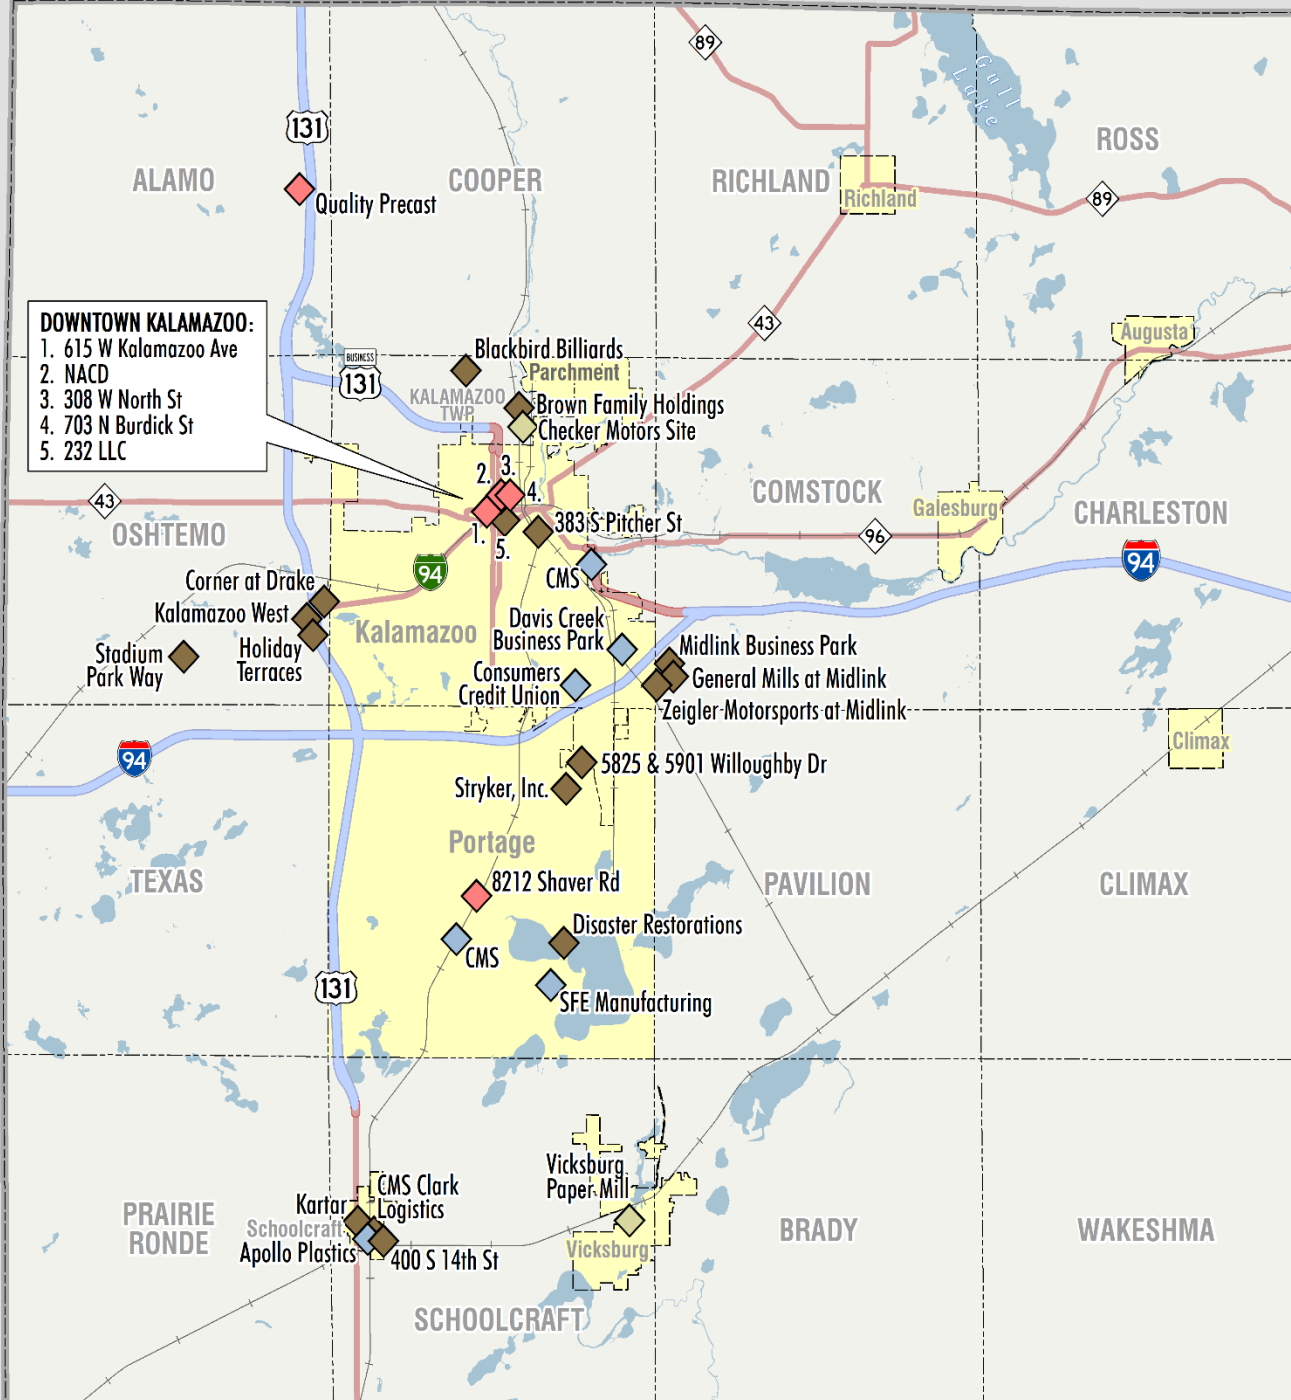 89
Gull
Lake
131
ROSS
ALAMO
COOPER
RICHLAND
Richland
89
Quality Precast
DOWNTOWN KALAMAZOO:
1. 615 W Kalamazoo Ave
2. NACD
3. 308 W North St
4. 703 N Burdick St
5. 232 LLC
43
Augusta
BUSINESS
131
Blackbird Billiards
Parchment
KALAMAZOO
TWP
Brown Family Holdings
Checker Motors Site
2.
3.
4.
1.
5.
43
OSHTEMO
COMSTOCK
Galesburg
CHARLESTON
383 S Pitcher St
96
94
94
CMS
Corner at Drake
Kalamazoo West
Holiday
Terraces
Stadium
Park Way
Kalamazoo
Davis Creek
Business Park
Consumers
Credit Union
Midlink Business Park
General Mills at Midlink
Zeigler Motorsports at Midlink
94
Climax
5825 & 5901 Willoughby Dr
Stryker, Inc.
Portage
TEXAS
8212 Shaver Rd
PAVILION
CLIMAX
Disaster Restorations
CMS
131
SFE Manufacturing
Vicksburg
Paper Mill
CMS Clark
Logistics
Kartar
Schoolcraft
Apollo Plastics
400 S 14th St
PRAIRIE
RONDE
Vicksburg
BRADY
WAKESHMA
SCHOOLCRAFT